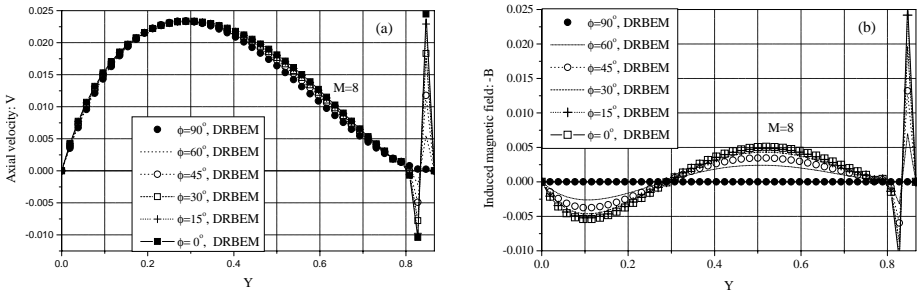 0.025
0.020
0.015
0.010
0.005
0.000
-0.005
-0.010
Axial velocity: V
(a)
M=8
ϕ=90°, DRBEM
ϕ=60°, DRBEM
ϕ=45°, DRBEM
ϕ=30°, DRBEM
ϕ=15°, DRBEM
ϕ= 0°, DRBEM
0.0 0.2 0.4 0.6 0.8
Y
0.025
0.020
0.015
0.010
0.005
0.000
-0.005
-0.010
Induced magnetic field: -B
(b)
ϕ=90°, DRBEM
ϕ=60°, DRBEM
ϕ=45°, DRBEM
ϕ=30°, DRBEM
ϕ=15°, DRBEM
ϕ= 0°, DRBEM
M=8
0.0 0.2 0.4 0.6 0.8
Y